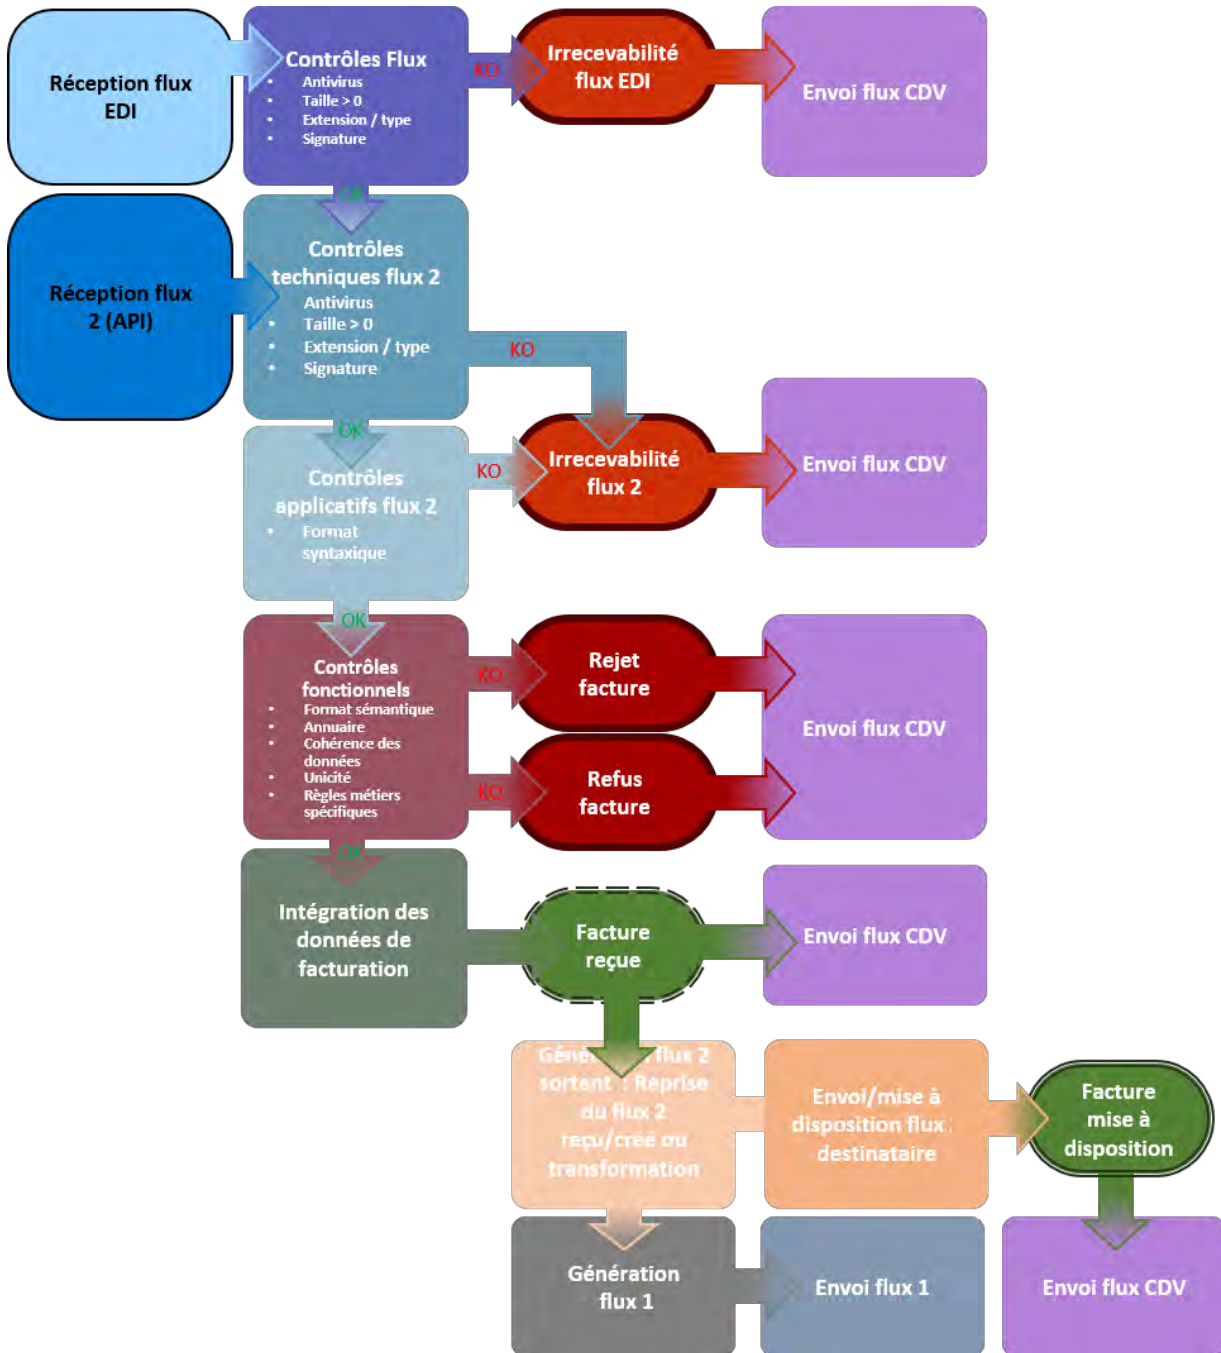 Réception flux
EDI
Contrôles Flux
• Antivirus
• Taille > 0
• Extension / type
• Signature
KO
Irrecevabilité
flux EDI
Envoi flux CDV
OK
Réception flux
2 (API)
Contrôles
techniques flux 2
Antivirus
• Taille > 0
• Extension / type
• Signature
KO
OK
Contrôles
applicatifs flux 2
• Format
syntaxique
KO
Irrecevabilité
flux 2
Envoi flux CDV
OK
Contrôles
fonctionnels
• Format sémantique
• Annuaire
• Cohérence des
données
• Unicité
• Règles métiers
spécifiques
KO
Rejet
facture
KO
Refus
facture
Envoi flux CDV
OK
Intégration des
données de
facturation
Facture
reçue
Envoi flux CDV
flux 2
sortant : Reprise
du flux 2
reçu/créé ou
transformation
Envoi/mise à
disposition flux
destinataire
Facture
mise à
disposition
Génération
flux 1
Envoi flux 1
Envoi flux CDV